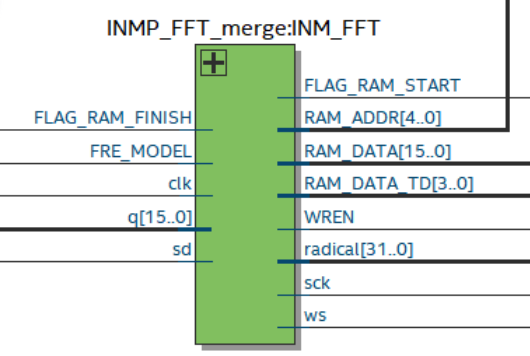 INMP_FFT_merge:INM_FFT
FLAG_RAM_START
FLAG_RAM_FINISH
RAM_ADDR[4..0]
FRE_MODEL
RAM_DATA[15..0]
clk
RAM_DATA_TD[3..0]
q[15..0]
WREN
sd
radical[31..0]
sck
ws